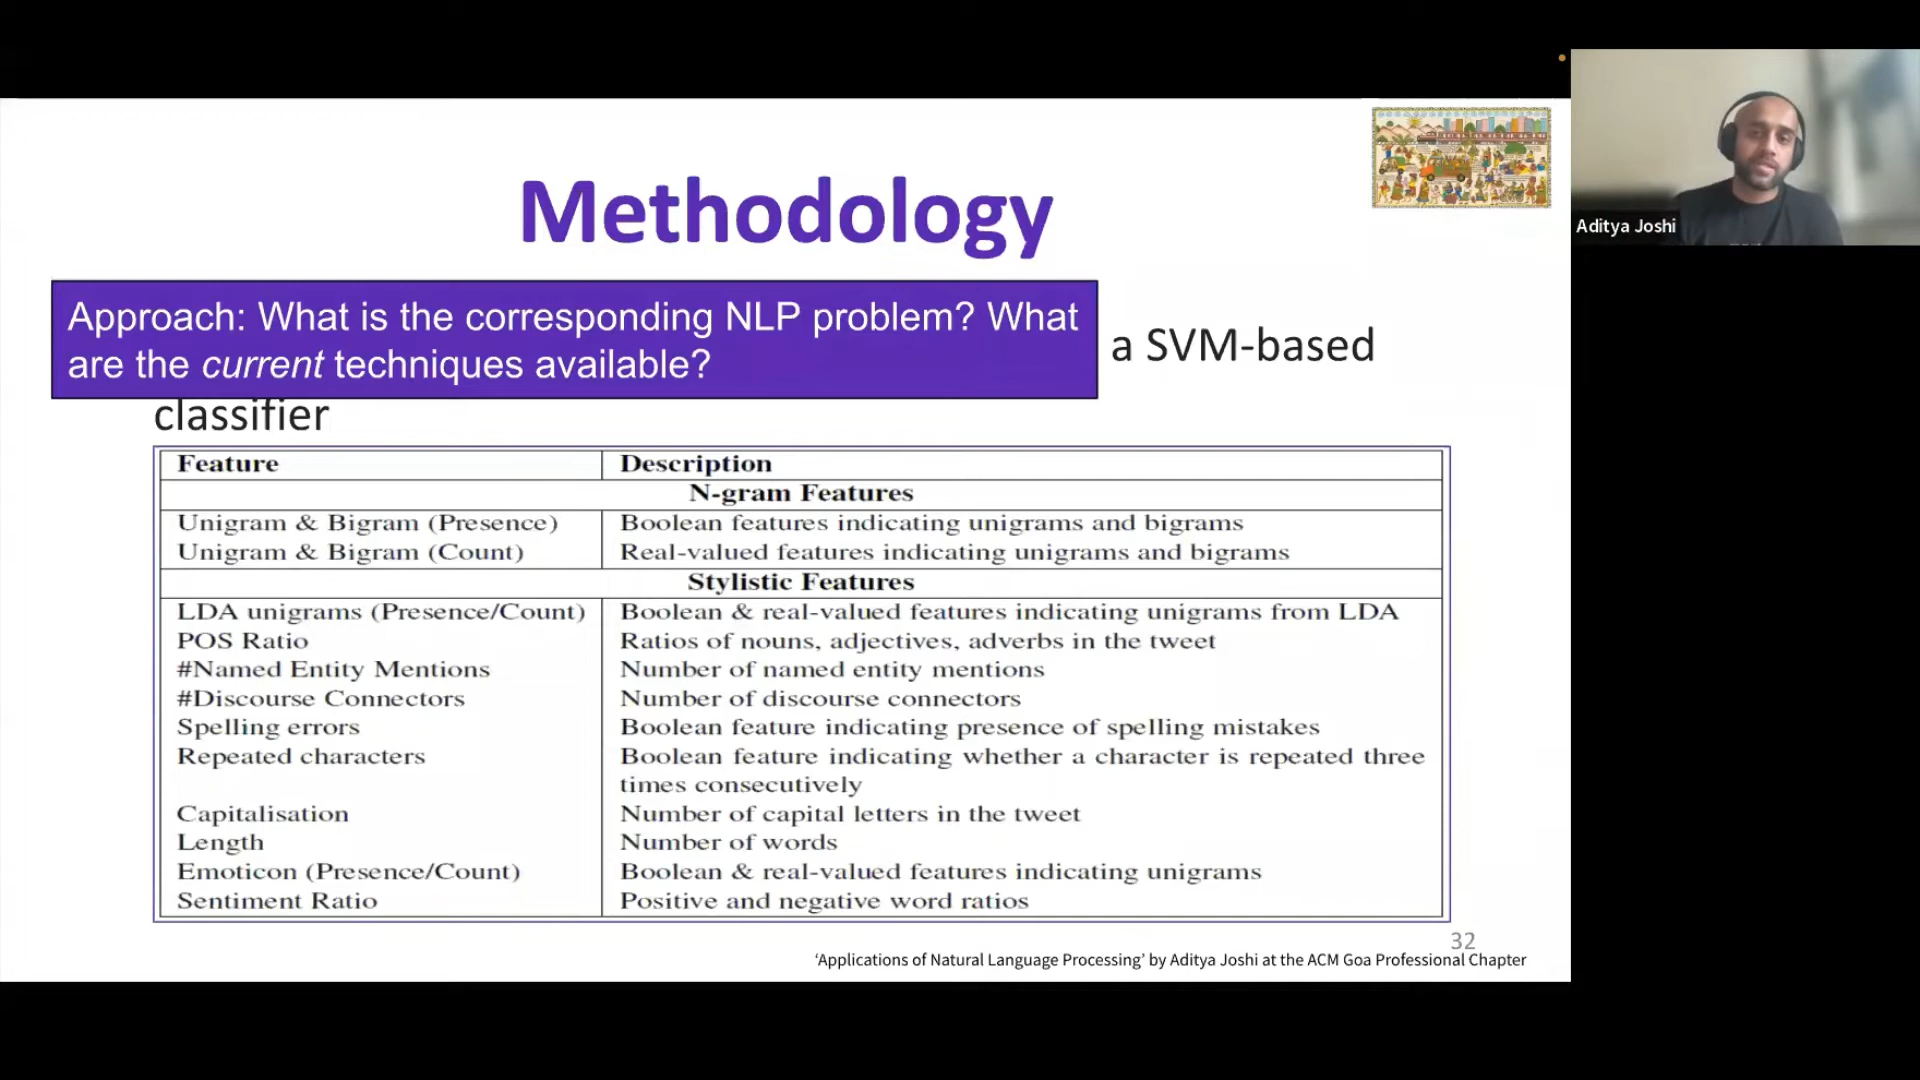 Aditya Joshi
Methodology
Approach: What is the corresponding NLP problem? What
are the current techniques available?
a SVM-based
classifier
Feature Description
N-gram Features
Unigram & Bigram (Presence) Boolean features indicating unigrams and bigrams
Unigram & Bigram (Count) Real-valued features indicating unigrams and bigrams
Stylistic Features
LDA unigrams (Presence/Count) Boolean & real-valued features indicating unigrams from LDA
POS Ratio Ratios of nouns, adjectives, adverbs in the tweet
#Named Entity Mentions Number of named entity mentions
#Discourse Connectors Number of discourse connectors
Spelling errors Boolean feature indicating presence of spelling mistakes
Repeated characters Boolean feature indicating whether a character is repeated three
times consecutively
Capitalisation Number of capital letters in the tweet
Length Number of words
Emoticon (Presence/Count) Boolean & real-valued features indicating unigrams
Sentiment Ratio Positive and negative word ratios
32
‘Applications of Natural Language Processing’ by Aditya Joshi at the ACM Goa Professional Chapter